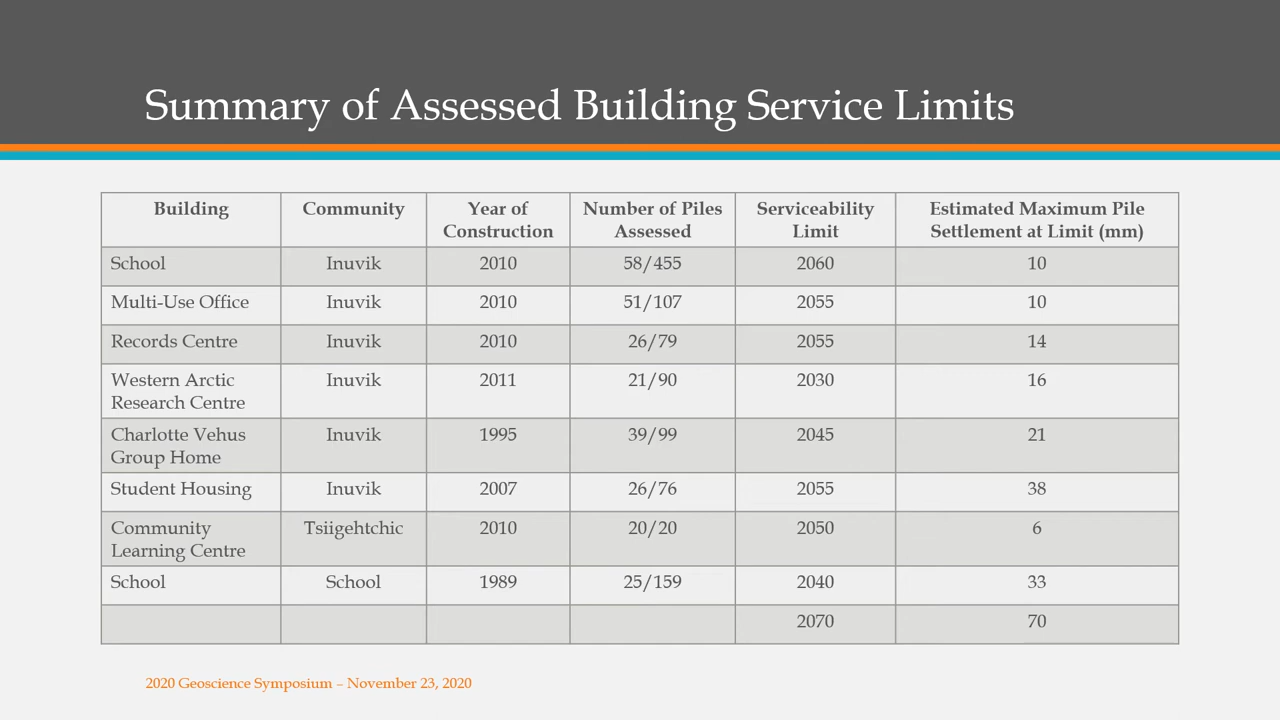 Summary of Assessed Building Service Limits
Building Community Year of Construction Number of Piles Assessed Serviceability Limit Estimated Maximum Pile Settlement at Limit (mm)
School Inuvik 2010 58/455 2060 10
Multi-Use Office Inuvik 2010 51/107 2055 10
Records Centre Inuvik 2010 26/79 2055 14
Western Arctic Research Centre Inuvik 2011 21/90 2030 16
Charlotte Vehus Group Home Inuvik 1995 39/99 2045 21
Student Housing Inuvik 2007 26/76 2055 38
Community Learning Centre Tsiigehtchic 2010 20/20 2050 6
School School 1989 25/159 2040 33
2070 70
2020 Geoscience Symposium – November 23, 2020